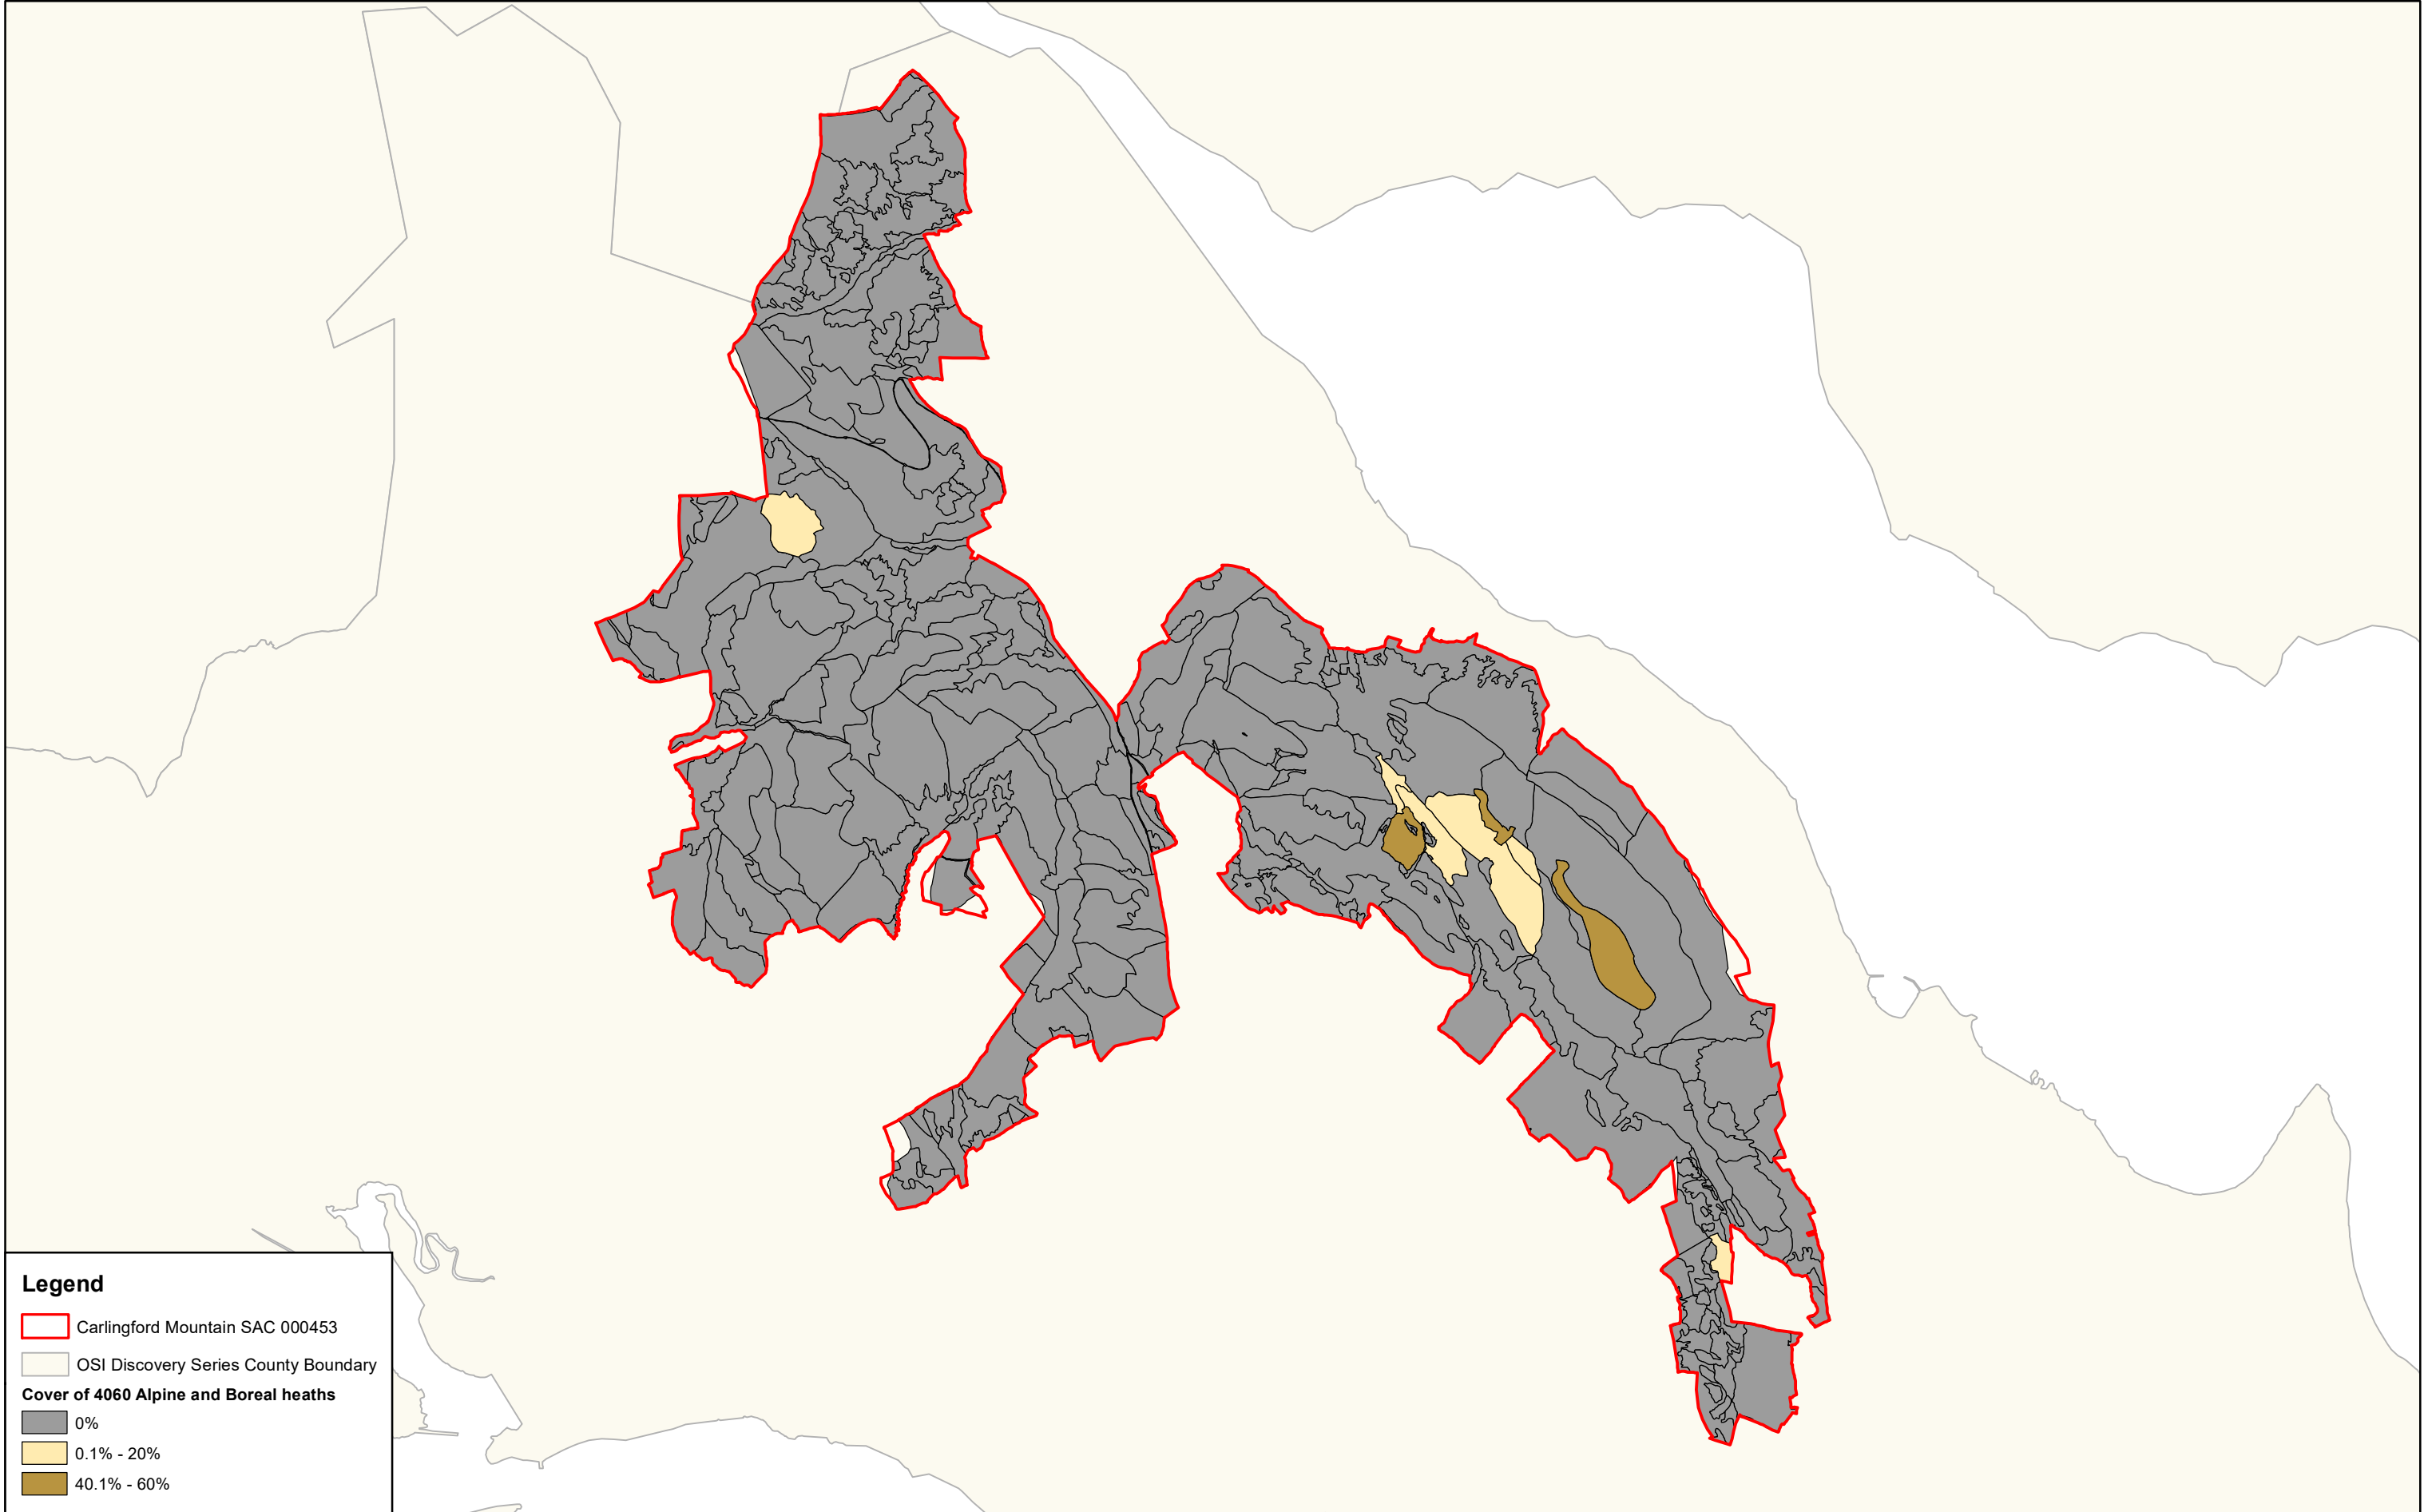 Legend
Carlingford Mountain SAC 000453
OSI Discovery Series County Boundary
Cover of 4060 Alpine and Boreal heaths
0%
0.1% - 20%
40.1% - 60%